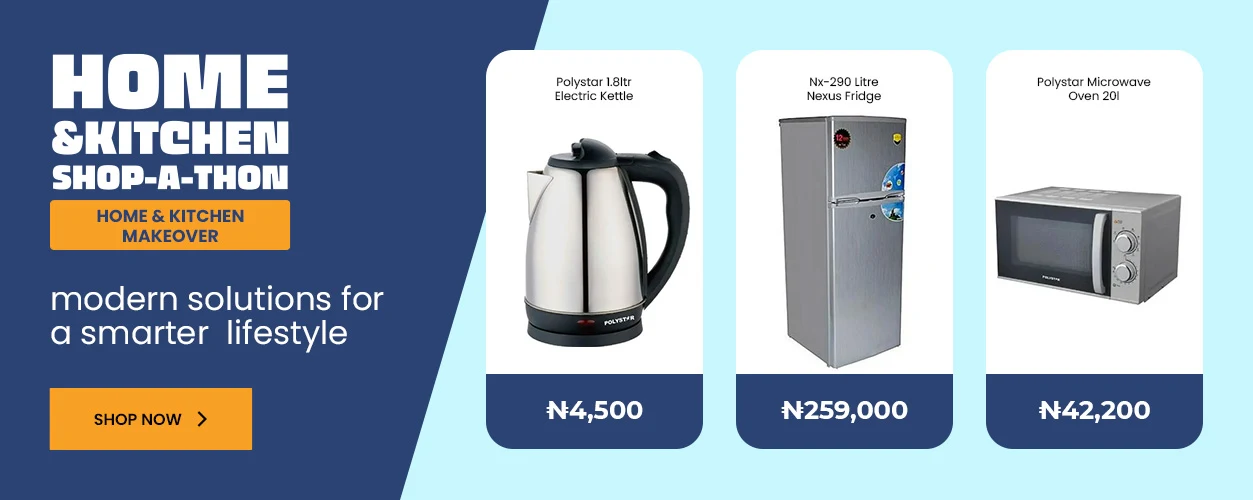 HOME
&KITCHEN
SHOP-A-THON
HOME & KITCHEN
MAKEOVER
modern solutions for
a smarter lifestyle
SHOP NOW
Polystar 1.8ltr
Electric Kettle
POLYSTAR
₦4,500
Nx-290 Litre
Nexus Fridge
₦259,000
Polystar Microwave
Oven 20l
POLYSTAR
₦42,200